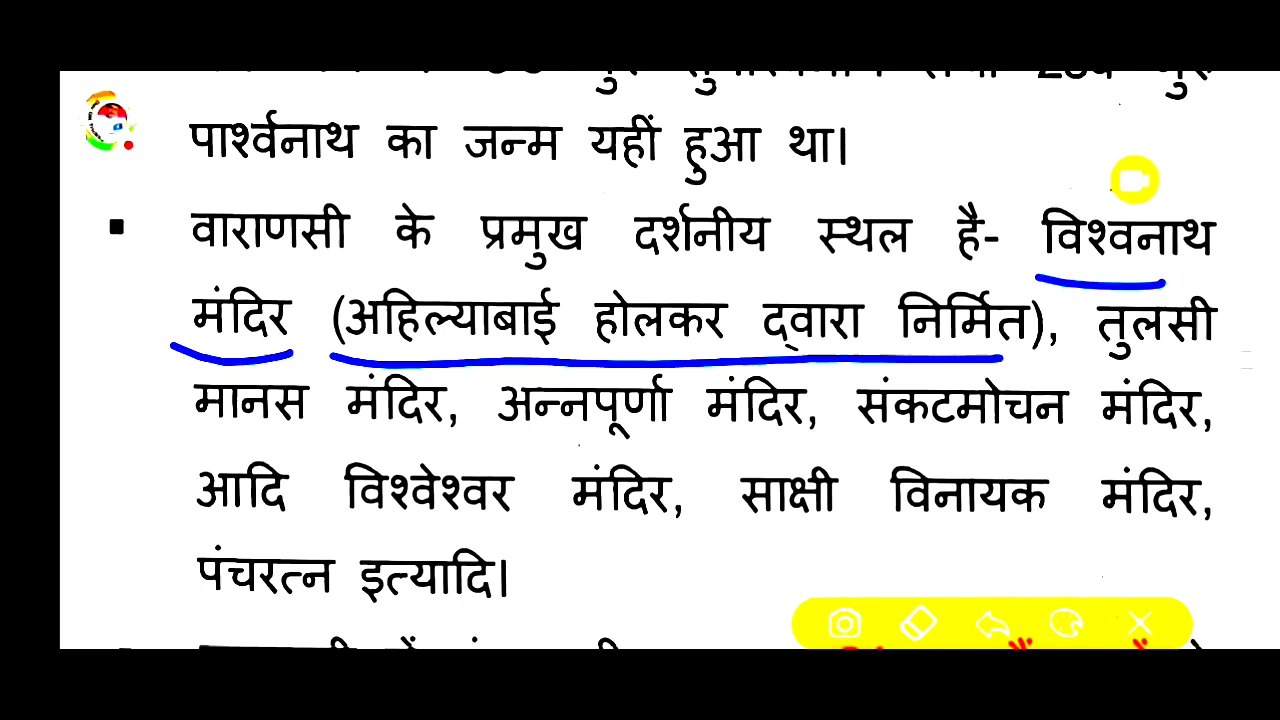 पार्श्वनाथ का जन्म यहीं हुआ था।
▪ वाराणसी के प्रमुख दर्शनीय स्थल है- विश्वनाथ
मंदिर (अहिल्याबाई होलकर द्वारा निर्मित), तुलसी
मानस मंदिर, अन्नपूर्णा मंदिर, संकटमोचन मंदिर,
आदि विश्वेश्वर मंदिर, साक्षी विनायक मंदिर,
पंचरत्न इत्यादि।